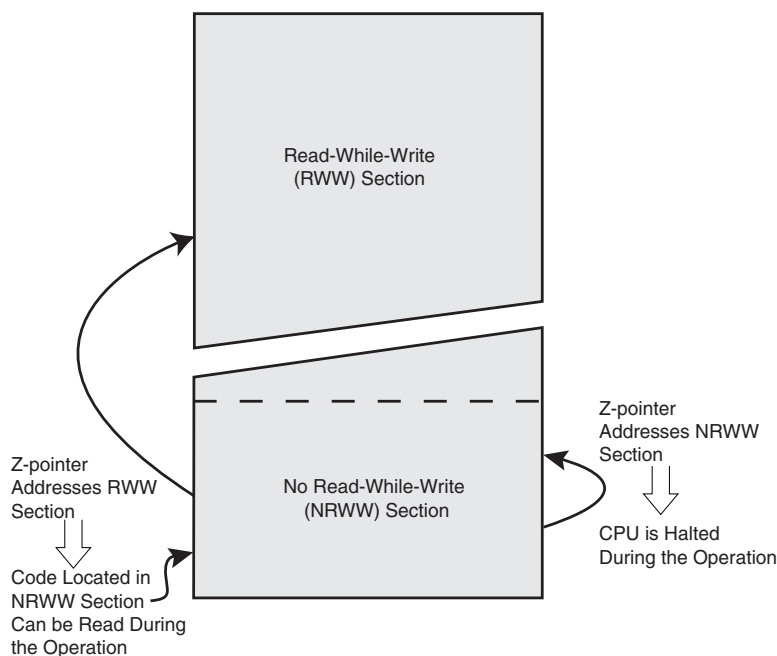 Read-While-Write
(RWW) Section
Z-pointer
Addresses NRWW
Section
Z-pointer
Addresses RWW
Section
No Read-While-Write
(NRWW) Section
CPU is Halted
During the Operation
Code Located in
NRWW Section
Can be Read During
the Operation